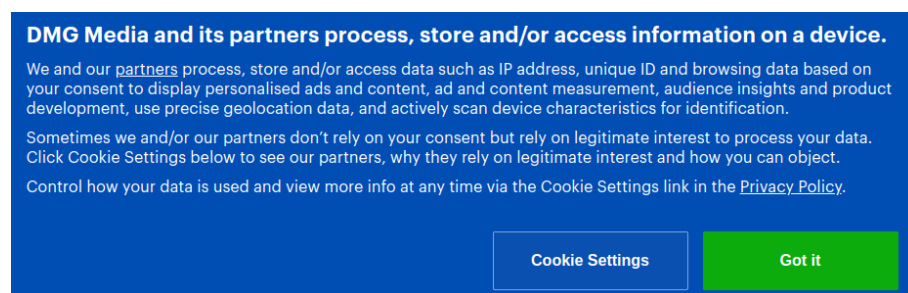 DMG Media and its partners process, store and/or access information on a device.
We and our partners process, store and/or access data such as IP address, unique ID and browsing data based on
your consent to display personalised ads and content, ad and content measurement, audience insights and product
development, use precise geolocation data, and actively scan device characteristics for identification.
Sometimes we and/or our partners don’t rely on your consent but rely on legitimate interest to process your data.
Click Cookie Settings below to see our partners, why they rely on legitimate interest and how you can object.
Control how your data is used and view more info at any time via the Cookie Settings link in the Privacy Policy.
Cookie Settings
Got it